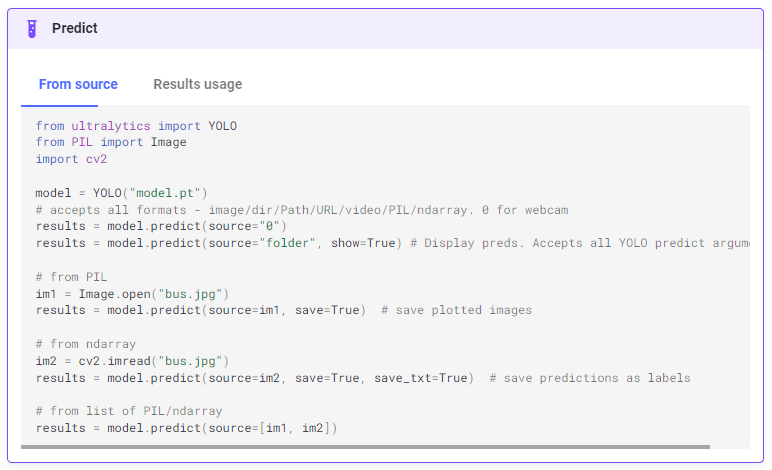 Predict
From source Results usage
from ultralytics import YOLO
from PIL import Image
import cv2
model = YOLO("model.pt")
# accepts all formats - image/dir/Path/URL/video/PIL/ndarray. 0 for webcam
results = model.predict(source="0")
results = model.predict(source="folder", show=True) # Display preds. Accepts all YOLO predict argum
# from PIL
im1 = Image.open("bus.jpg")
results = model.predict(source=im1, save=True)  # save plotted images
# from ndarray
im2 = cv2.imread("bus.jpg")
results = model.predict(source=im2, save=True, save_txt=True)  # save predictions as labels
# from list of PIL/ndarray
results = model.predict(source=[im1, im2])